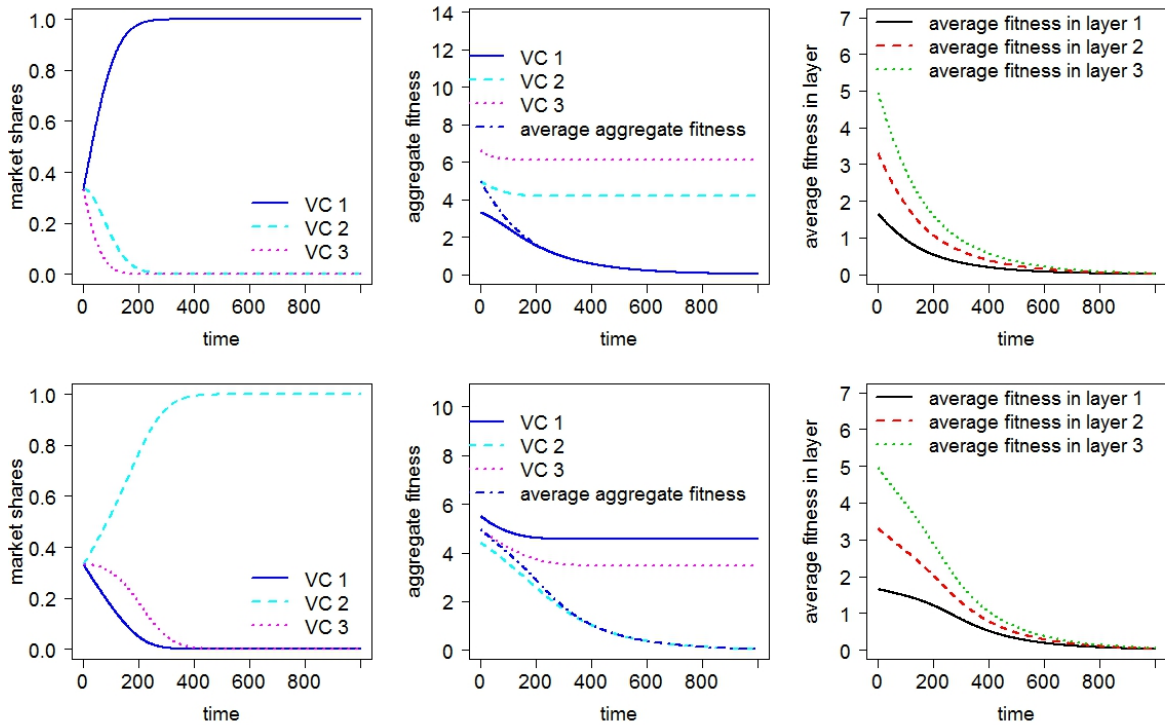 market shares
1.0
0.8
0.6
0.4
0.2
0.0
VC 1
VC 2
VC 3
0 200 400 600 800
time
aggregate fitness
14
12
10
8
6
4
2
0
VC 1
VC 2
VC 3
average aggregate fitness
0 200 400 600 800
time
average fitness in layer
7
6
5
4
3
2
1
0
average fitness in layer 1
average fitness in layer 2
average fitness in layer 3
0 200 400 600 800
time
market shares
1.0
0.8
0.6
0.4
0.2
0.0
VC 1
VC 2
VC 3
0 200 400 600 800
time
aggregate fitness
10
8
6
4
2
0
VC 1
VC 2
VC 3
average aggregate fitness
0 200 400 600 800
time
average fitness in layer
7
6
5
4
3
2
1
0
average fitness in layer 1
average fitness in layer 2
average fitness in layer 3
0 200 400 600 800
time